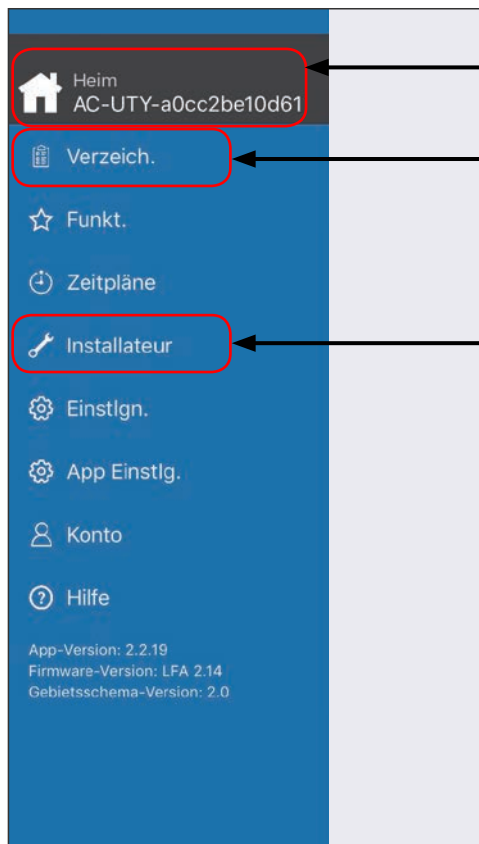 Heim
AC-UTY-a0cc2be10d61
Verzeich.
Funkt.
Zeitpläne
Installateur
Einstlgn.
App Einstlg.
Konto
Hilfe
App-Version: 2.2.19
Firmware-Version: LFA 2.14
Gebietsschema-Version: 2.0